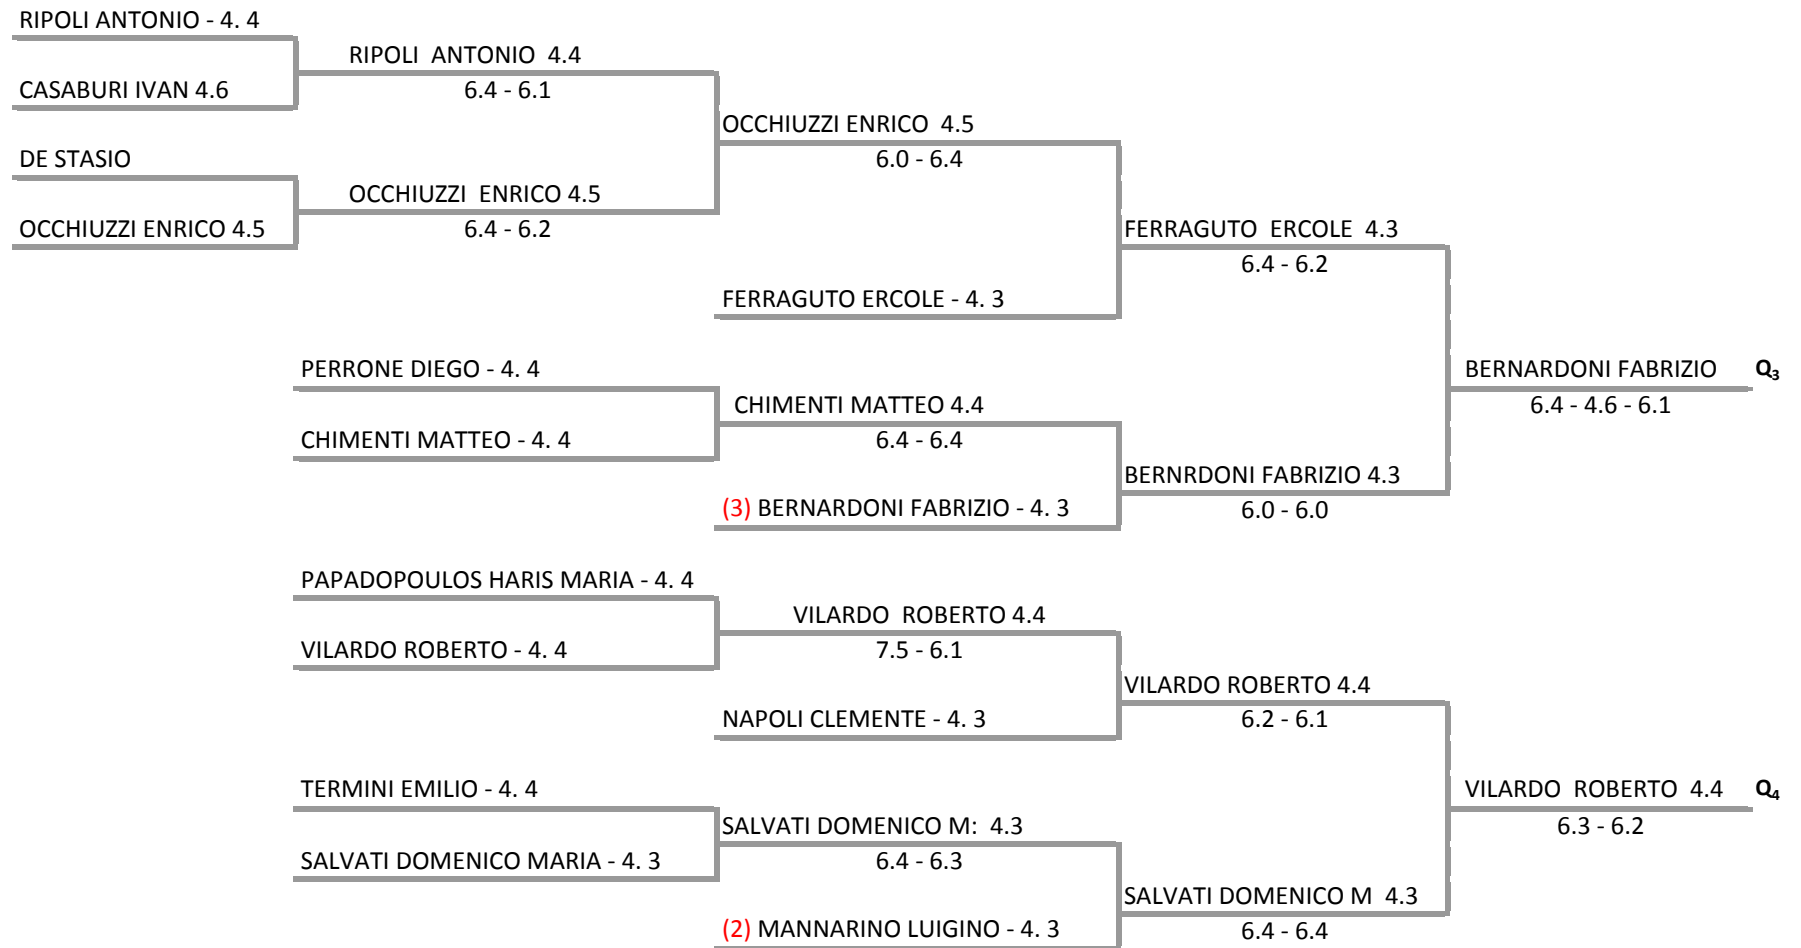 RIPOLI ANTONIO - 4. 4
RIPOLI  ANTONIO  4.4
CASABURI IVAN 4.6
6.4 - 6.1
OCCHIUZZI ENRICO  4.5
DE STASIO
6.0 - 6.4
OCCHIUZZI  ENRICO 4.5
OCCHIUZZI ENRICO 4.5
6.4 - 6.2
FERRAGUTO  ERCOLE  4.3
6.4 - 6.2
FERRAGUTO ERCOLE - 4. 3
PERRONE DIEGO - 4. 4
BERNARDONI FABRIZIO Q3
CHIMENTI MATTEO 4.4
6.4 - 4.6 - 6.1
CHIMENTI MATTEO - 4. 4
6.4 - 6.4
BERNRDONI FABRIZIO 4.3
(3) BERNARDONI FABRIZIO - 4. 3
6.0 - 6.0
PAPADOPOULOS HARIS MARIA - 4. 4
VILARDO  ROBERTO 4.4
VILARDO ROBERTO - 4. 4
7.5 - 6.1
VILARDO ROBERTO 4.4
NAPOLI CLEMENTE - 4. 3
6.2 - 6.1
TERMINI EMILIO - 4. 4
VILARDO  ROBERTO  4.4 Q4
SALVATI DOMENICO M:  4.3
6.3 - 6.2
SALVATI DOMENICO MARIA - 4. 3
6.4 - 6.3
SALVATI DOMENICO M  4.3
(2) MANNARINO LUIGINO - 4. 3
6.4 - 6.4